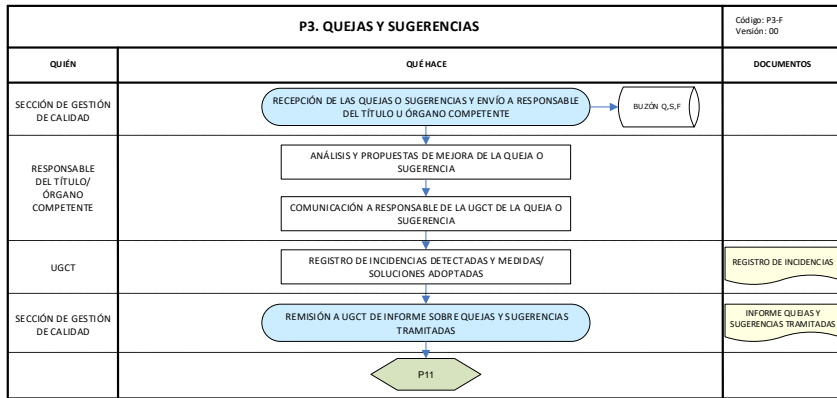 P3. QUEJAS Y SUGERENCIAS
Código: P3-F
Versión: 00
QUIÉN
QUÉ HACE
DOCUMENTOS
SECCIÓN DE GESTIÓN
DE CALIDAD
RECEPCIÓN DE LAS QUEJAS O SUGERENCIAS Y ENVÍO A RESPONSABLE
DEL TÍTULO U ÓRGANO COMPETENTE
BUZÓN Q,S,F
RESPONSABLE
DEL TÍTULO/
ÓRGANO
COMPETENTE
ANÁLISIS Y PROPUESTAS DE MEJORA DE LA QUEJA O
SUGERENCIA
COMUNICACIÓN A RESPONSABLE DE LA UGCT DE LA QUEJA O
SUGERENCIA
UGCT
REGISTRO DE INCIDENCIAS DETECTADAS Y MEDIDAS/
SOLUCIONES ADOPTADAS
REGISTRO DE INCIDENCIAS
SECCIÓN DE GESTIÓN
DE CALIDAD
REMISIÓN A UGCT DE INFORME SOBRE QUEJAS Y SUGERENCIAS
TRAMITADAS
INFORME QUEJAS Y
SUGERENCIAS TRAMITADAS
P11